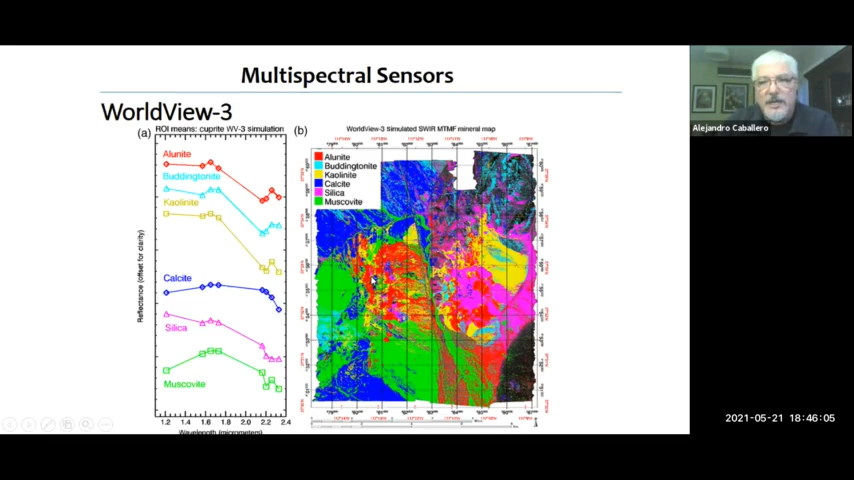 Multispectral Sensors
WorldView-3
(a)
ROI means: cuprite WV-3 simulation
Alunite
Buddingtonite
Kaolinite
Calcite
Silica
Muscovite
Reflectance (offset for clarity)
1.2 1.4 1.6 1.8 2.0 2.2 2.4
Wavelength (micrometers)
(b)
WorldView-3 Simulated SWIR MTMF mineral map
Alunite
Buddingtonite
Kaolinite
Calcite
Silica
Muscovite
Alejandro Caballero
2021-05-21 18:46:05